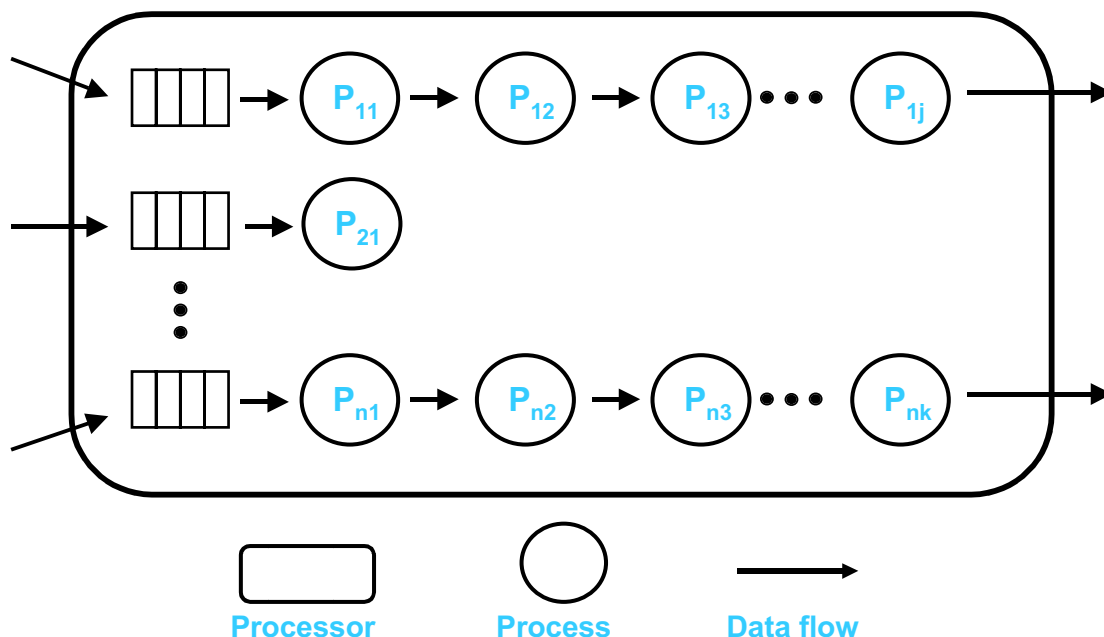 P11 P12 P13 P1j
P21
Pn1 Pn2 Pn3 Pnk
Processor Process Data flow